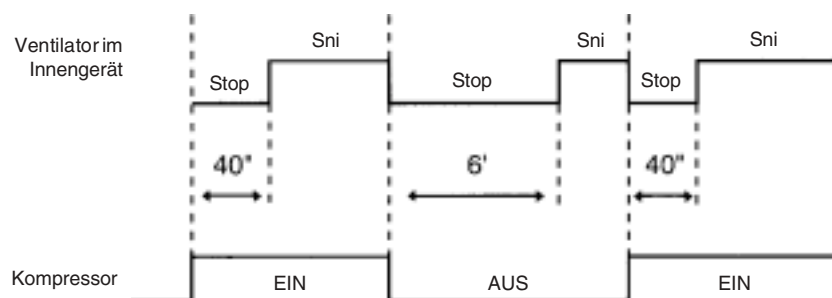 Ventilator im
Innengerät
Sni
Sni
Sni
Stop
Stop
Stop
40"
6'
40"
Kompressor
EIN
AUS
EIN